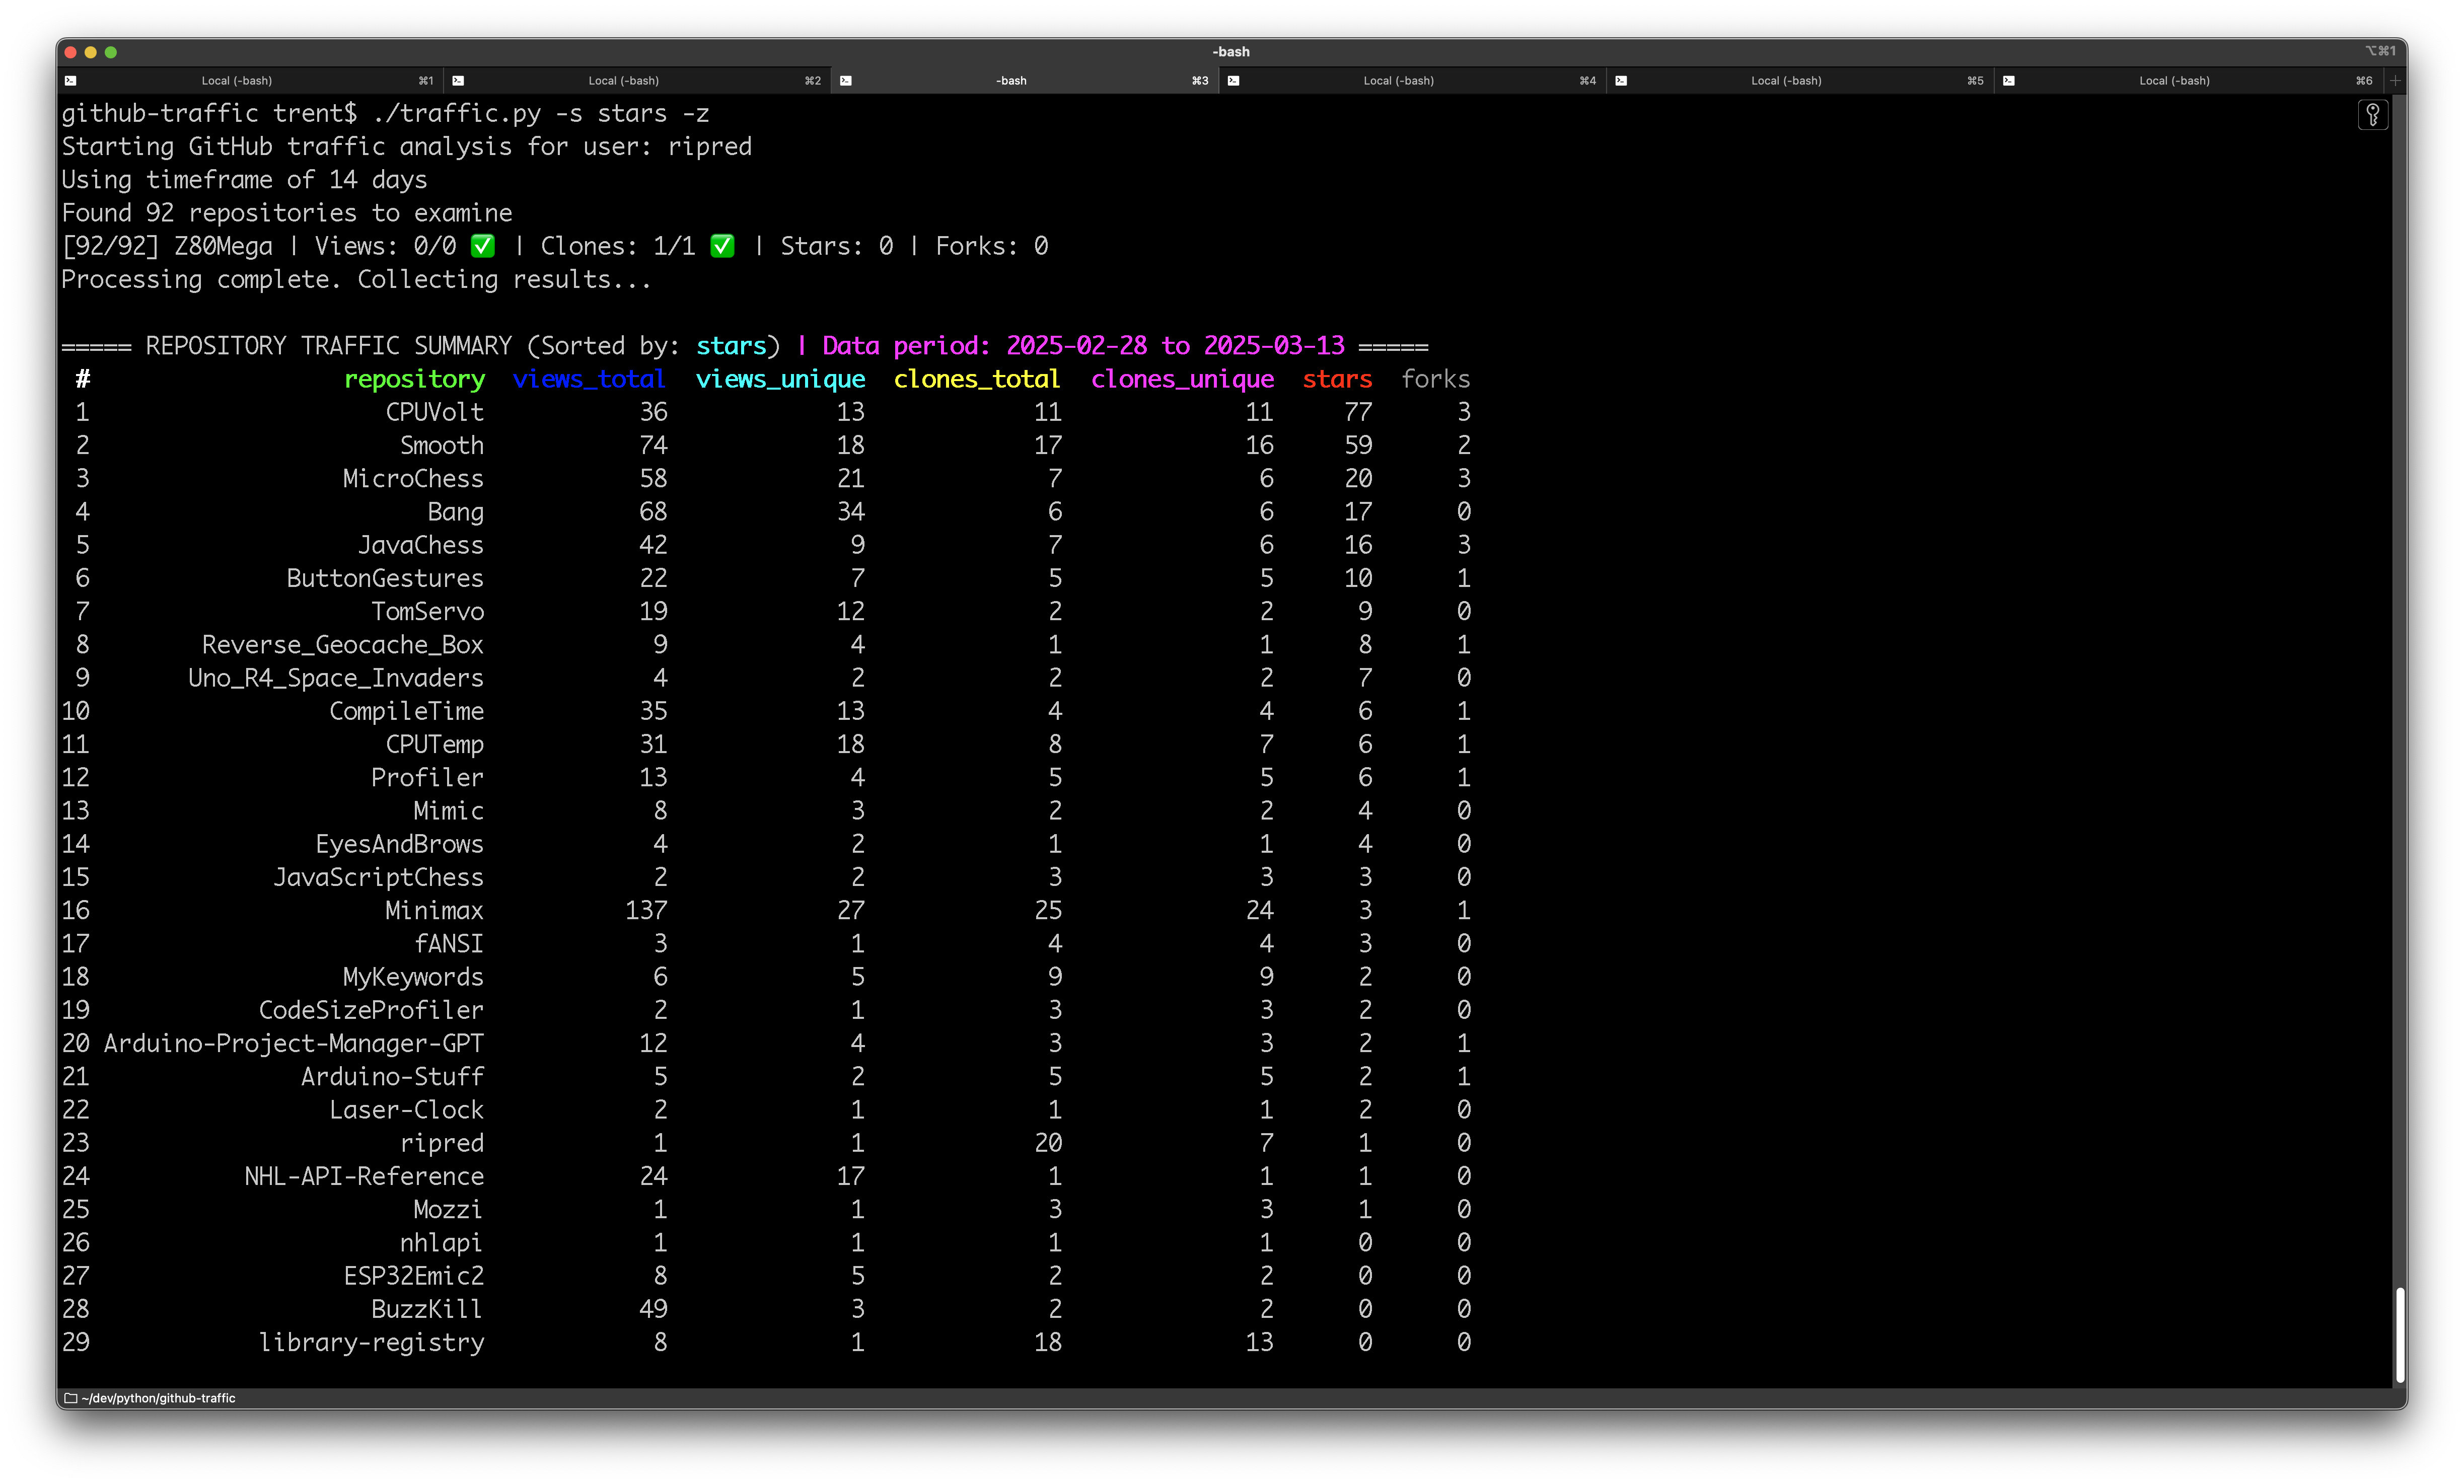 -bash ⌥⌘1
Local (-bash) ⌘1 Local (-bash) ⌘2 -bash ⌘3 Local (-bash) ⌘4 Local (-bash) ⌘5 Local (-bash) ⌘6
github-traffic trent$ ./traffic.py -s stars -z
Starting GitHub traffic analysis for user: ripred
Using timeframe of 14 days
Found 92 repositories to examine
[92/92] Z80Mega | Views: 0/0 ✅ | Clones: 1/1 ✅ | Stars: 0 | Forks: 0
Processing complete. Collecting results...
===== REPOSITORY TRAFFIC SUMMARY (Sorted by: stars) | Data period: 2025-02-28 to 2025-03-13 =====
# repository views_total views_unique clones_total clones_unique stars forks
1 CPUVolt 36 13 11 11 77 3
2 Smooth 74 18 17 16 59 2
3 MicroChess 58 21 7 6 20 3
4 Bang 68 34 6 6 17 0
5 JavaChess 42 9 7 6 16 3
6 ButtonGestures 22 7 5 5 10 1
7 TomServo 19 12 2 2 9 0
8 Reverse_Geocache_Box 9 4 1 1 8 1
9 Uno_R4_Space_Invaders 4 2 2 2 7 0
10 CompileTime 35 13 4 4 6 1
11 CPUTemp 31 18 8 7 6 1
12 Profiler 13 4 5 5 6 1
13 Mimic 8 3 2 2 4 0
14 EyesAndBrows 4 2 1 1 4 0
15 JavaScriptChess 2 2 3 3 3 0
16 Minimax 137 27 25 24 3 1
17 fANSI 3 1 4 4 3 0
18 MyKeywords 6 5 9 9 2 0
19 CodeSizeProfiler 2 1 3 3 2 0
20 Arduino-Project-Manager-GPT 12 4 3 3 2 1
21 Arduino-Stuff 5 2 5 5 2 1
22 Laser-Clock 2 1 1 1 2 0
23 ripred 1 1 20 7 1 0
24 NHL-API-Reference 24 17 1 1 1 0
25 Mozzi 1 1 3 3 1 0
26 nhlapi 1 1 1 1 0 0
27 ESP32Emic2 8 5 2 2 0 0
28 BuzzKill 49 3 2 2 0 0
29 library-registry 8 1 18 13 0 0
~/dev/python/github-traffic